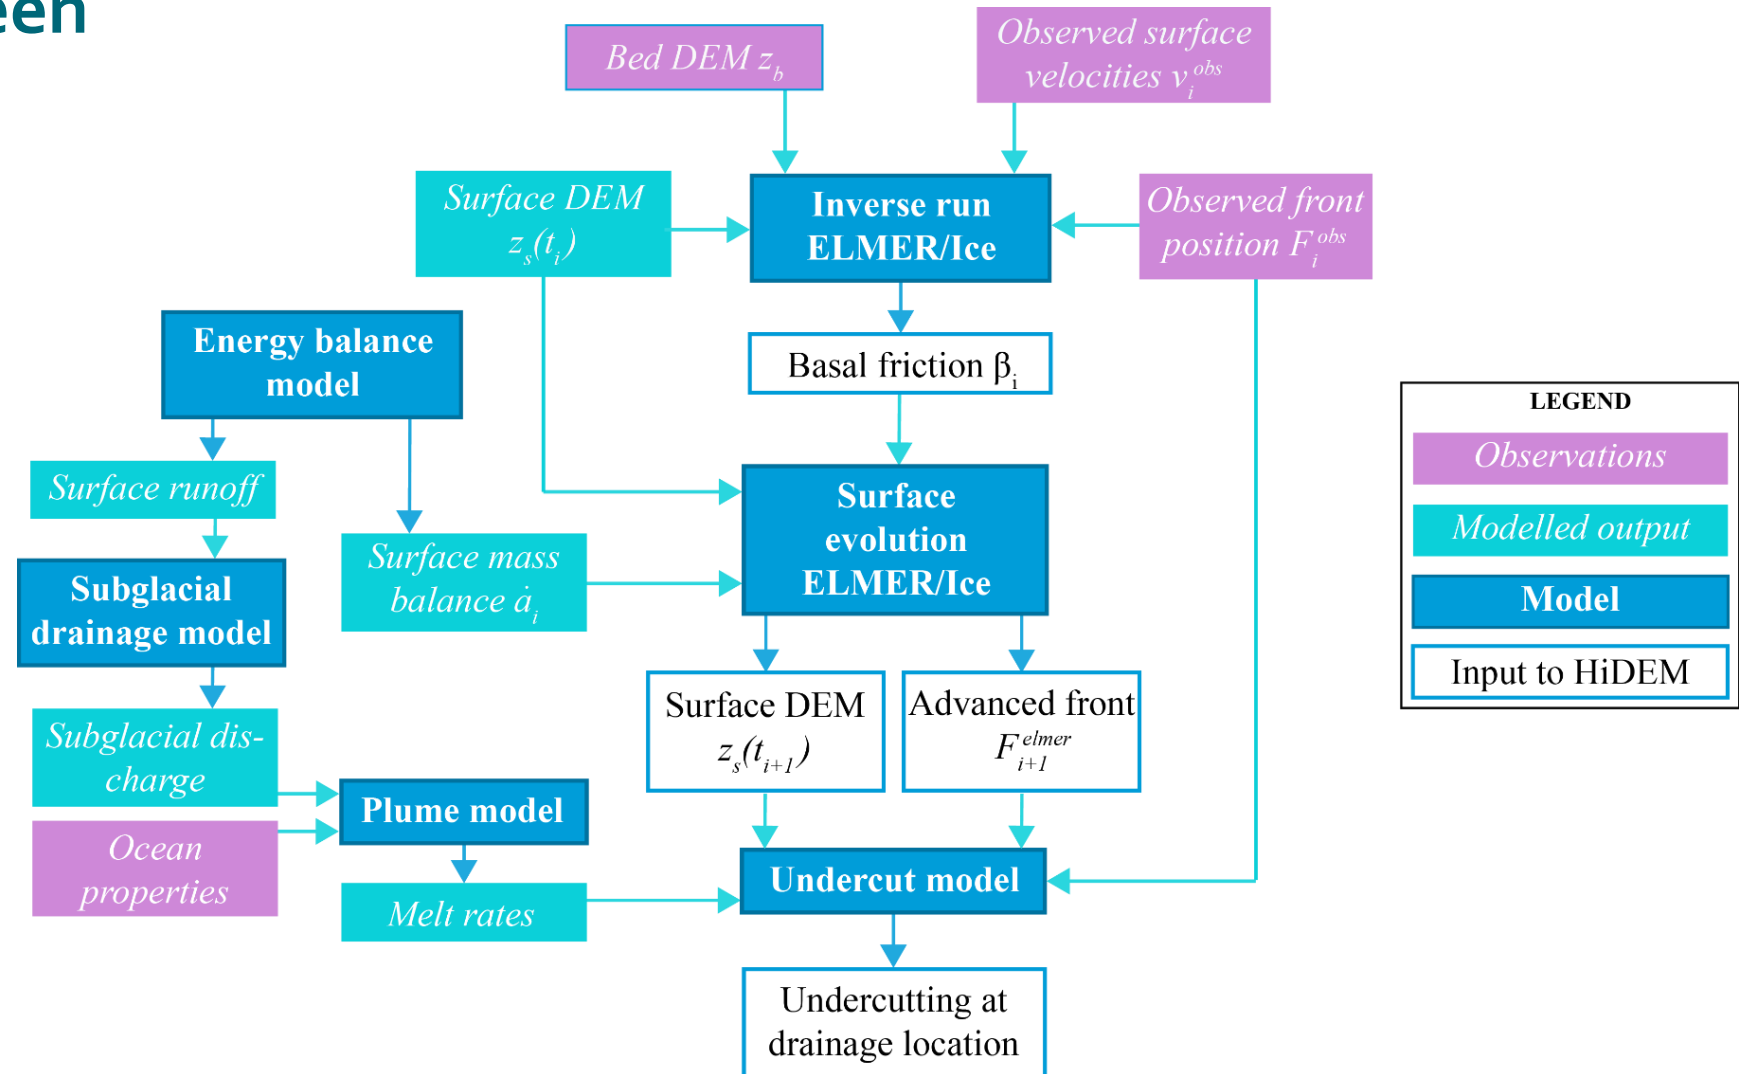 een
Bed DEM z_b
Observed surface
velocities v_i^obs
Surface DEM
z_s(t_i)
Inverse run
ELMER/Ice
Observed front
position F_i^obs
Energy balance
model
Basal friction β_i
LEGEND
Observations
Modelled output
Model
Input to HiDEM
Surface runoff
Surface
evolution
ELMER/Ice
Surface mass
balance ȧ_i
Subglacial
drainage model
Surface DEM
z_s(t_{i+1})
Advanced front
F_{i+1}^elmer
Subglacial dis-
charge
Plume model
Ocean
properties
Melt rates
Undercut model
Undercutting at
drainage location